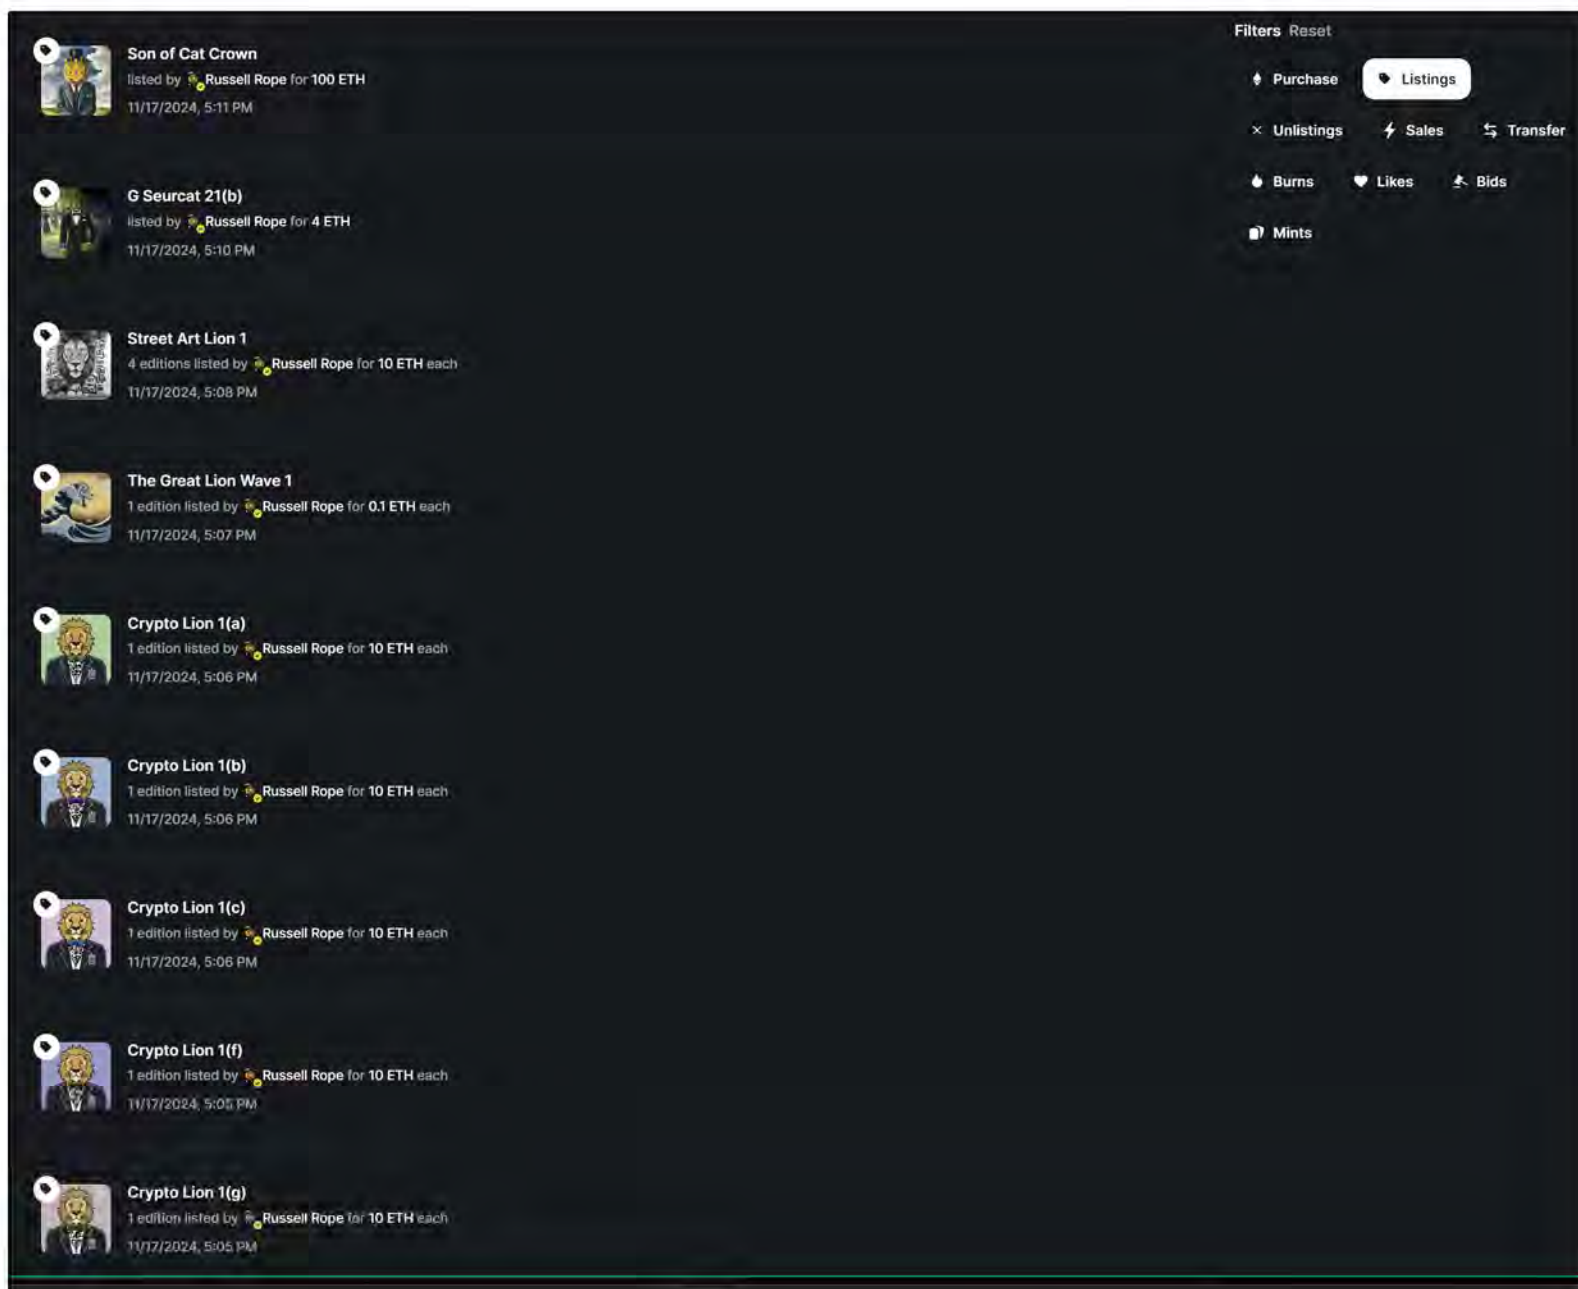 Son of Cat Crown
listed by Russell Rope for 100 ETH
11/17/2024, 5:11 PM
G Seurcat 21(b)
listed by Russell Rope for 4 ETH
11/17/2024, 5:10 PM
Street Art Lion 1
4 editions listed by Russell Rope for 10 ETH each
11/17/2024, 5:08 PM
The Great Lion Wave 1
1 edition listed by Russell Rope for 0.1 ETH each
11/17/2024, 5:07 PM
Crypto Lion 1(a)
1 edition listed by Russell Rope for 10 ETH each
11/17/2024, 5:06 PM
Crypto Lion 1(b)
1 edition listed by Russell Rope for 10 ETH each
11/17/2024, 5:06 PM
Crypto Lion 1(c)
1 edition listed by Russell Rope for 10 ETH each
11/17/2024, 5:06 PM
Crypto Lion 1(f)
1 edition listed by Russell Rope for 10 ETH each
11/17/2024, 5:05 PM
Crypto Lion 1(g)
1 edition listed by Russell Rope for 10 ETH each
11/17/2024, 5:05 PM
Filters Reset
Purchase Listings
Unlistings Sales Transfer
Burns Likes Bids
Mints